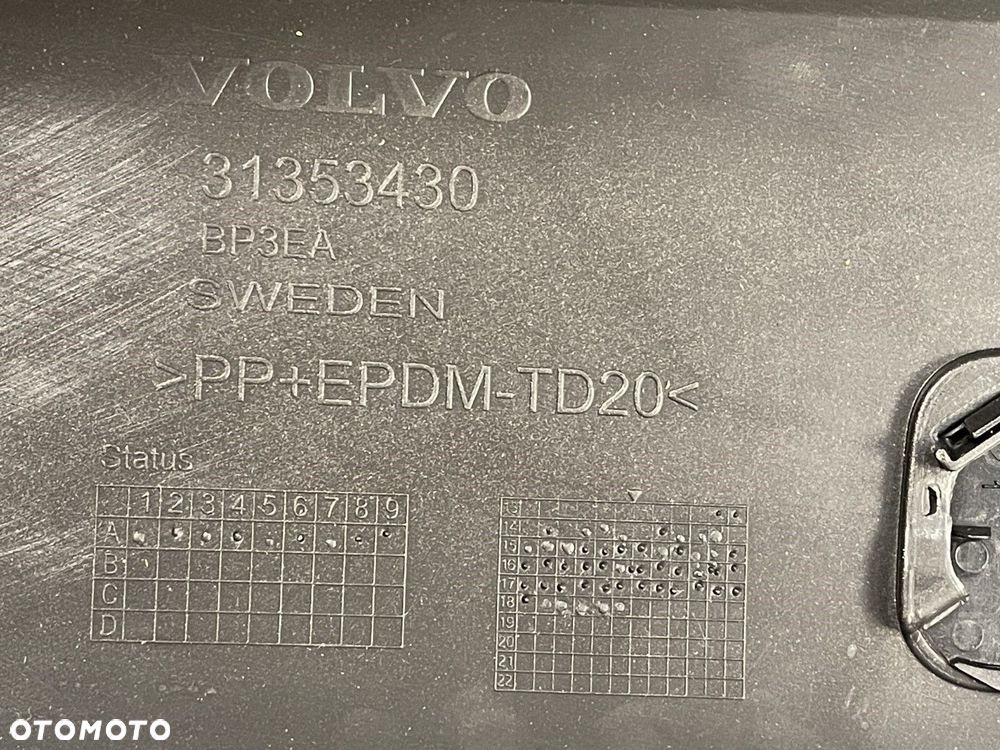 VOLVO
31353430
BP3EA
SWEDEN
>PP+EPDM-TD20<
Status
1 2 3 4 5 6 7 8 9
A
B
C
D
13
14
15
16
17
18
19
20
21
22
OTOMOTO